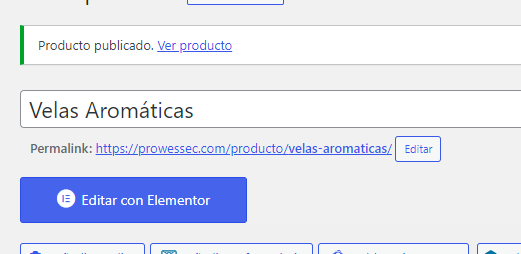 Producto publicado. Ver producto
Velas Aromáticas
Permalink: https://prowessec.com/producto/velas-aromaticas/ Editar
Editar con Elementor